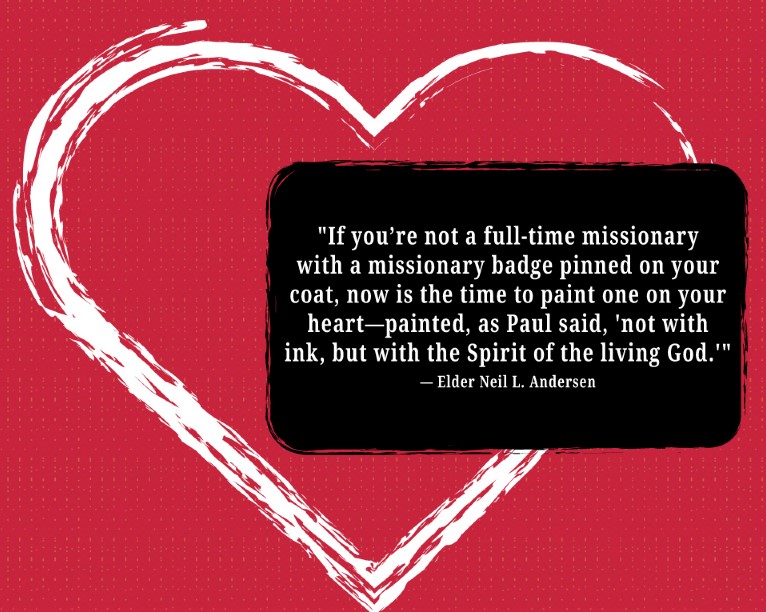 "If you’re not a full-time missionary
with a missionary badge pinned on your
coat, now is the time to paint one on your
heart—painted, as Paul said, 'not with
ink, but with the Spirit of the living God.'"
— Elder Neil L. Andersen